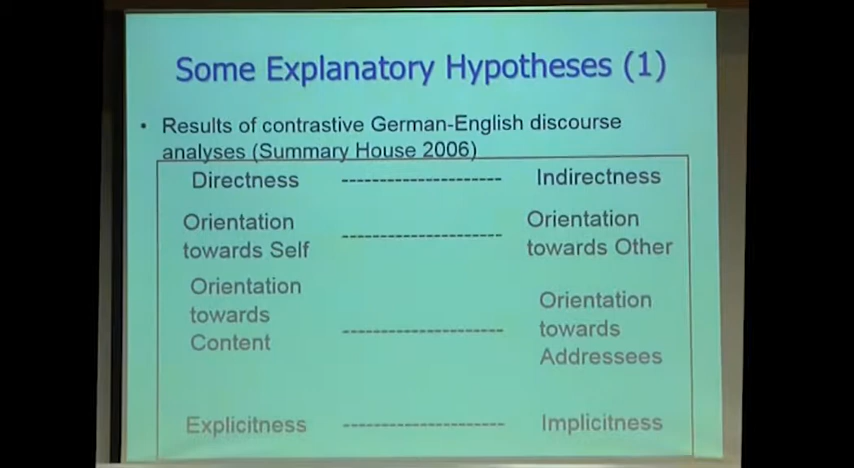 Some Explanatory Hypotheses (1)
• Results of contrastive German-English discourse
analyses (Summary House 2006)
Directness --------------------- Indirectness
Orientation
towards Self
---------------------
Orientation
towards Other
Orientation
towards
Content
---------------------
Orientation
towards
Addressees
Explicitness --------------------- Implicitness